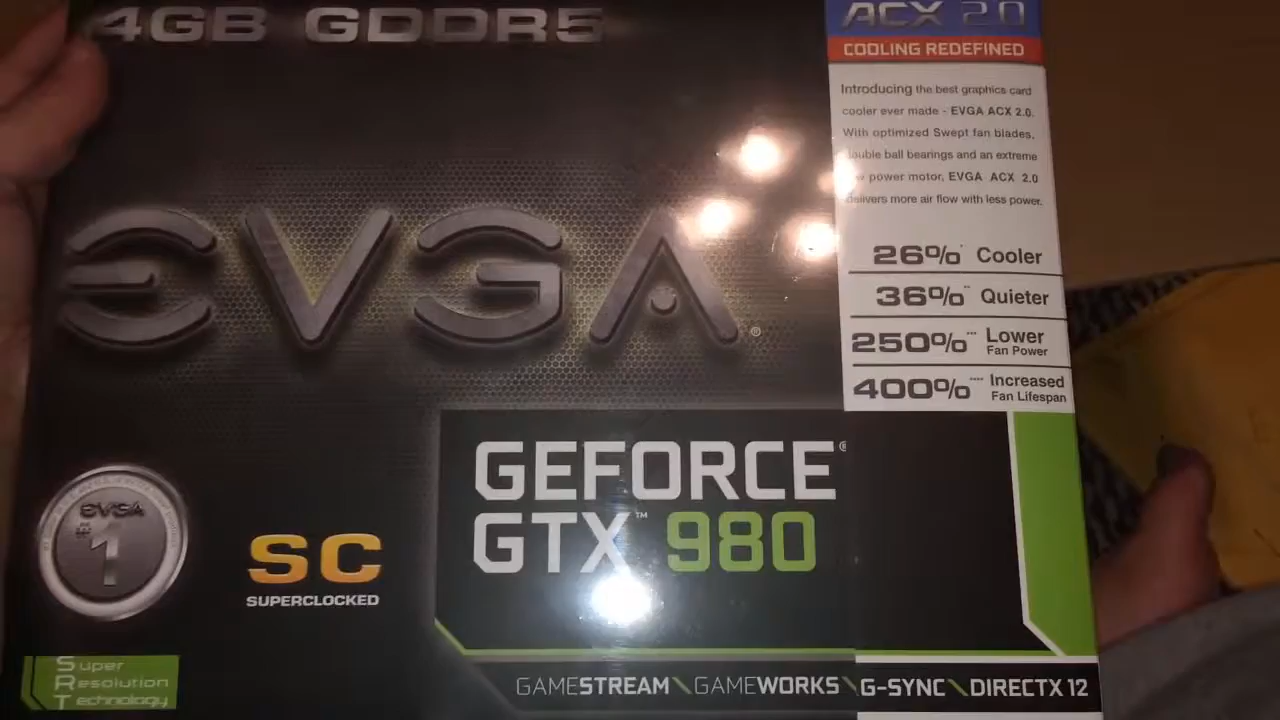 4GB GDDR5
ACX 2.0
COOLING REDEFINED
Introducing the best graphics card
cooler ever made - EVGA ACX 2.0.
With optimized Swept fan blades,
double ball bearings and an extreme
power motor, EVGA ACX 2.0
delivers more air flow with less power.
26%* Cooler
36%** Quieter
250%*** Lower
Fan Power
400%**** Increased
Fan Lifespan
EVGA®
GEFORCE®
GTX™ 980
EVGA
#1
SC
SUPERCLOCKED
Super
Resolution
Technology
GAMESTREAM \ GAMEWORKS \ G-SYNC \ DIRECTX 12